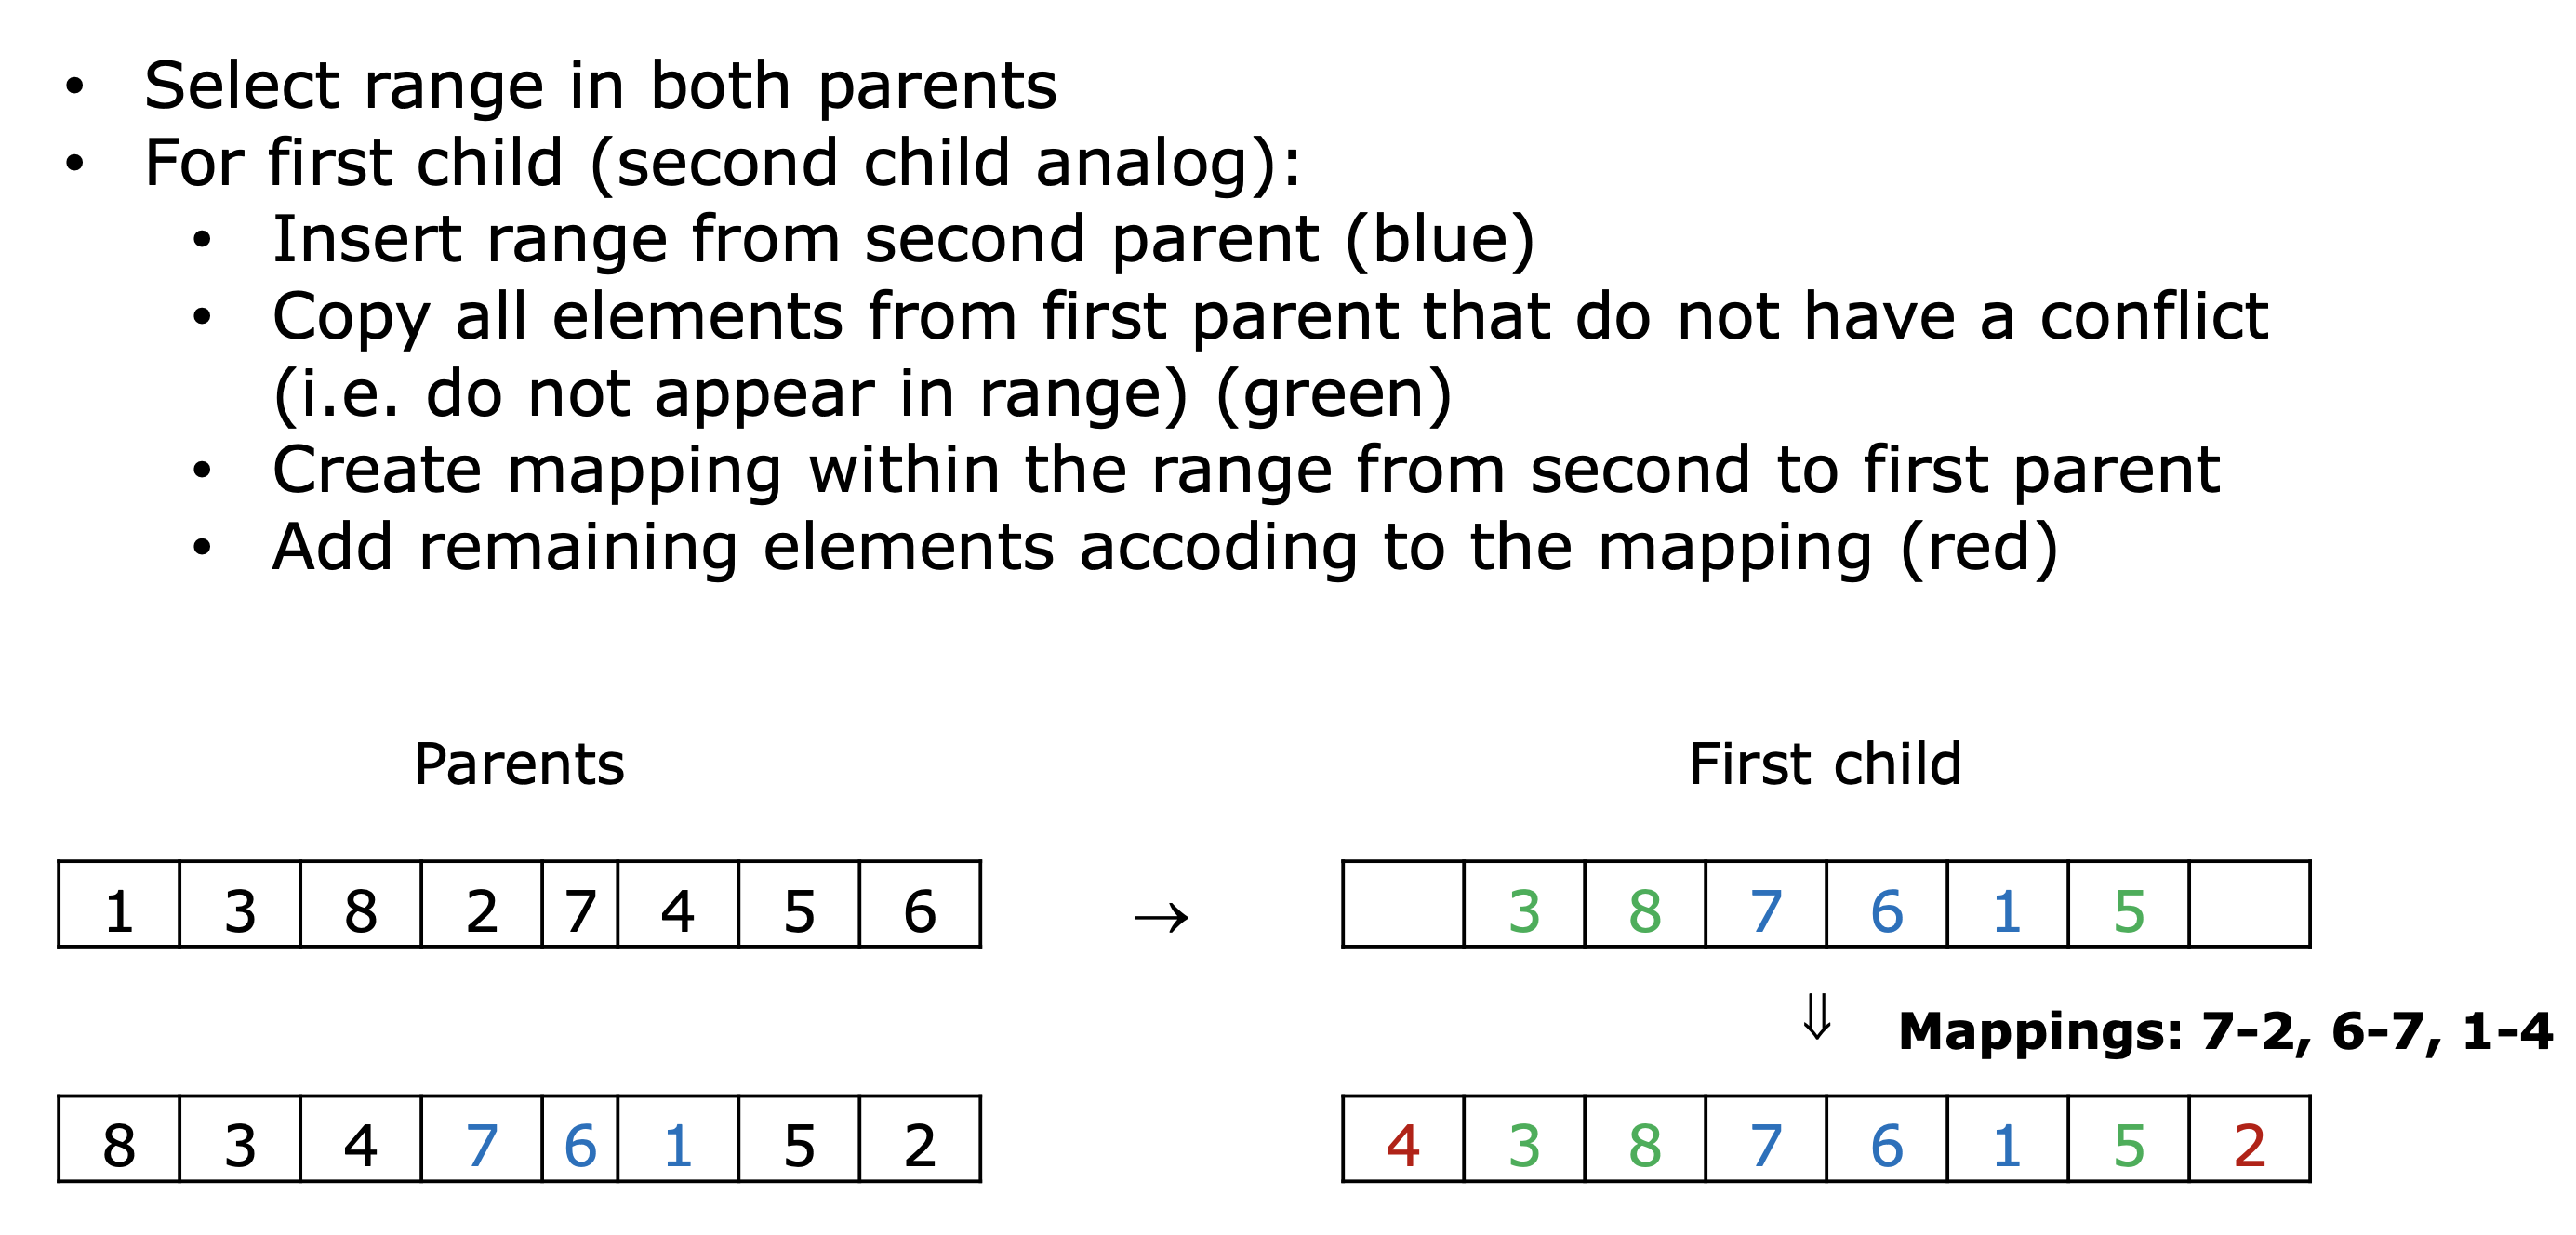 • Select range in both parents
• For first child (second child analog):
• Insert range from second parent (blue)
• Copy all elements from first parent that do not have a conflict
(i.e. do not appear in range) (green)
• Create mapping within the range from second to first parent
• Add remaining elements accoding to the mapping (red)
Parents
First child
1 3 8 2 7 4 5 6
→
3 8 7 6 1 5
⇓ Mappings: 7-2, 6-7, 1-4
8 3 4 7 6 1 5 2
4 3 8 7 6 1 5 2